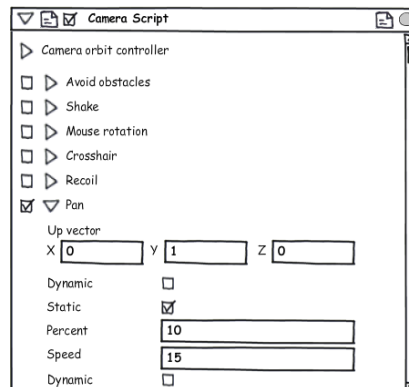 Camera Script
Camera orbit controller
Avoid obstacles
Shake
Mouse rotation
Crosshair
Recoil
Pan
Up vector
X 0 Y 1 Z 0
Dynamic
Static
Percent 10
Speed 15
Dynamic